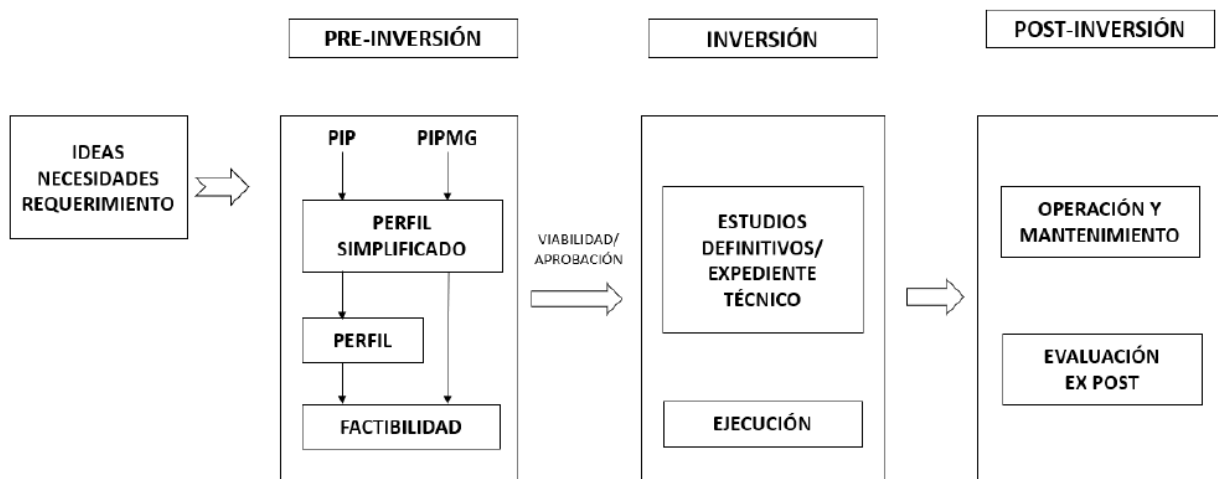 PRE-INVERSIÓN
INVERSIÓN
POST-INVERSIÓN
IDEAS
NECESIDADES
REQUERIMIENTO
PIP
PIPMG
PERFIL
SIMPLIFICADO
PERFIL
FACTIBILIDAD
VIABILIDAD/
APROBACIÓN
ESTUDIOS
DEFINITIVOS/
EXPEDIENTE
TÉCNICO
EJECUCIÓN
OPERACIÓN Y
MANTENIMIENTO
EVALUACIÓN
EX POST